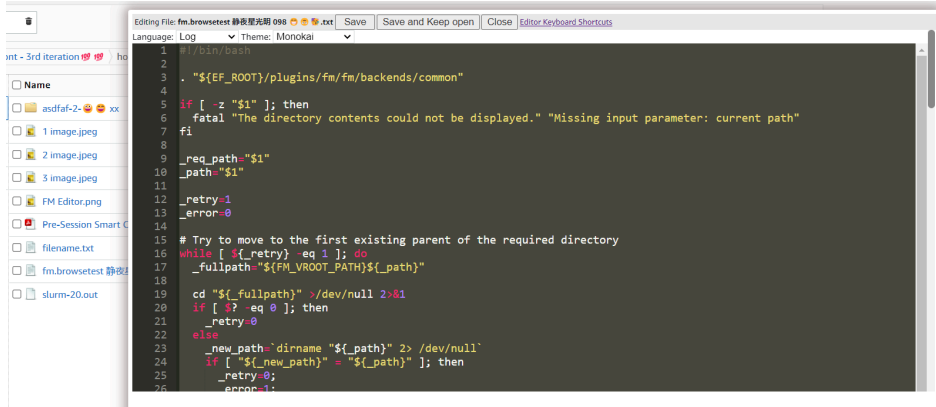 Editing File: fm.browsetest 静夜星光明 098 .txt Save Save and Keep open Close Editor Keyboard Shortcuts
Language: Log Theme: Monokai
nt - 3rd iteration 💯 💯 ho
Name
asdfaf-2-😀😍 xx
1 image.jpeg
2 image.jpeg
3 image.jpeg
FM Editor.png
Pre-Session Smart C
filename.txt
fm.browsetest 静夜星
slurm-20.out
1 #!/bin/bash
2
3 . "${EF_ROOT}/plugins/fm/fm/backends/common"
4
5 if [ -z "$1" ]; then
6 fatal "The directory contents could not be displayed." "Missing input parameter: current path"
7 fi
8
9 _req_path="$1"
10 _path="$1"
11
12 _retry=1
13 _error=0
14
15 # Try to move to the first existing parent of the required directory
16 while [ ${_retry} -eq 1 ]; do
17 _fullpath="${FM_VROOT_PATH}${_path}"
18
19 cd "${_fullpath}" >/dev/null 2>&1
20 if [ $? -eq 0 ]; then
21 _retry=0
22 else
23 _new_path=`dirname "${_path}" 2> /dev/null`
24 if [ "${_new_path}" = "${_path}" ]; then
25 _retry=0;
26 error=1;